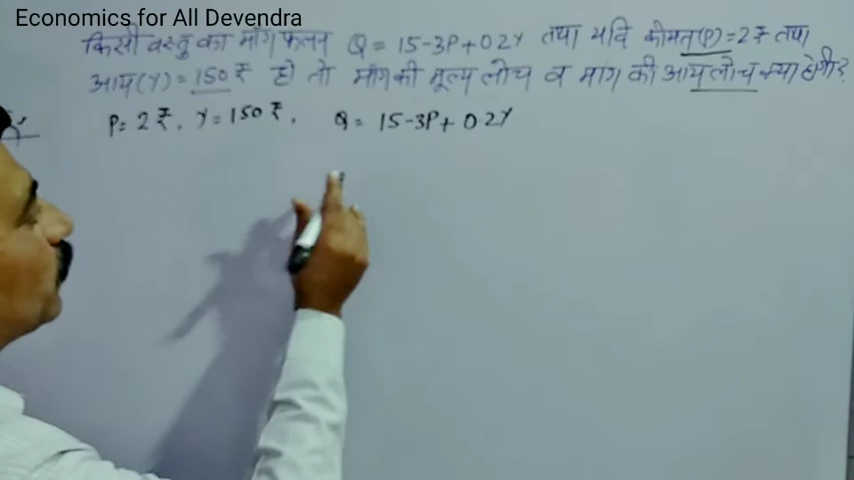 Economics for All Devendra
किसी वस्तु का माँग फलन Q = 15-3P+0.2Y तथा यदि कीमत(P)=2₹ तथा
आय(Y)=150₹ हो तो माँग की मूल्य लोच व माँग की आय लोच क्या होगी?
P= 2₹, Y=150₹, Q= 15-3P+0.2Y